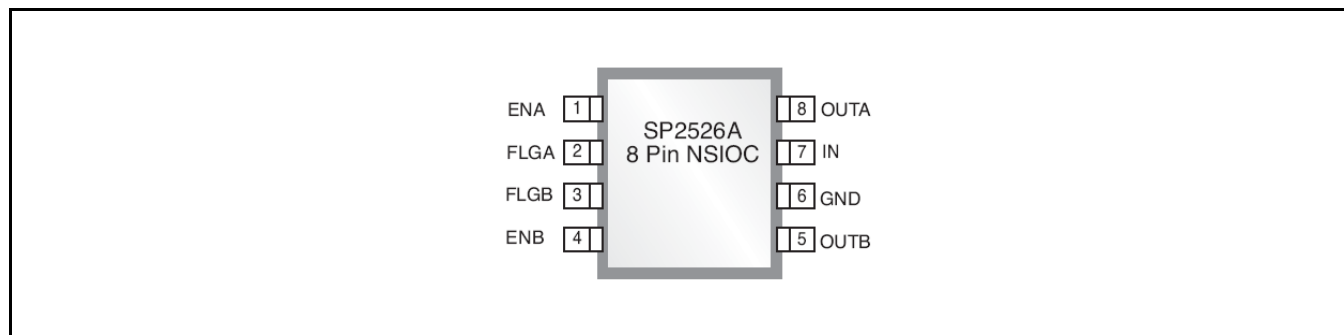 ENA 1
FLGA 2
FLGB 3
ENB 4
SP2526A
8 Pin NSIOC
8 OUTA
7 IN
6 GND
5 OUTB